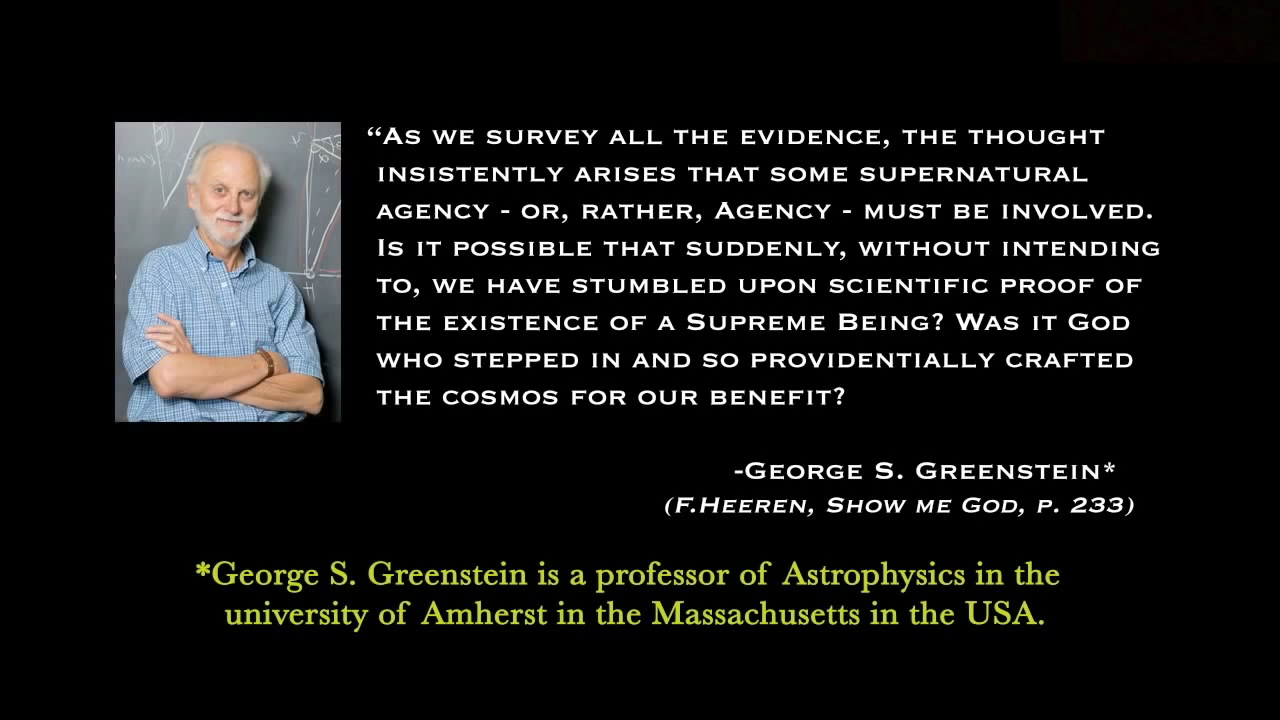 “As we survey all the evidence, the thought
insistently arises that some supernatural
agency - or, rather, Agency - must be involved.
Is it possible that suddenly, without intending
to, we have stumbled upon scientific proof of
the existence of a Supreme Being? Was it God
who stepped in and so providentially crafted
the cosmos for our benefit?
-George S. Greenstein*
(F.Heeren, Show me God, p. 233)
*George S. Greenstein is a professor of Astrophysics in the
university of Amherst in the Massachusetts in the USA.